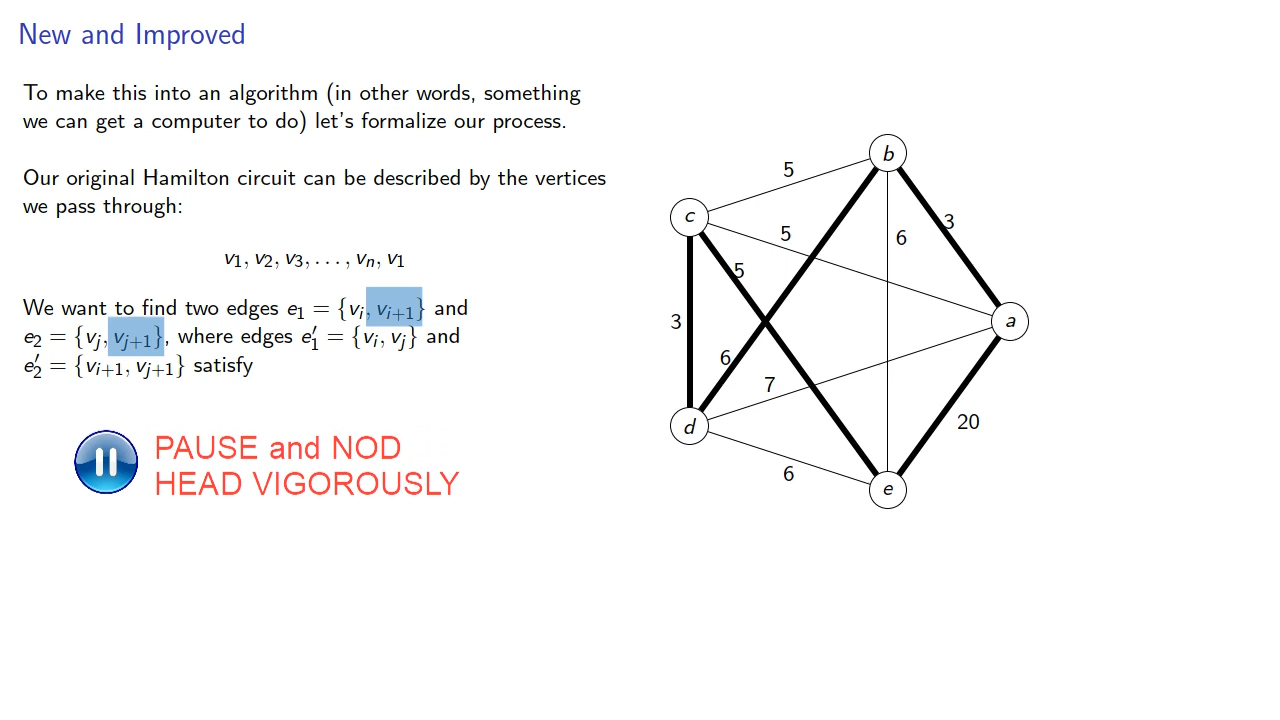 New and Improved
To make this into an algorithm (in other words, something
we can get a computer to do) let's formalize our process.
Our original Hamilton circuit can be described by the vertices
we pass through:
v₁, v₂, v₃, . . . , vₙ, v₁
We want to find two edges e₁ = {vᵢ, vᵢ₊₁} and
e₂ = {vⱼ, vⱼ₊₁}, where edges e′₁ = {vᵢ, vⱼ} and
e′₂ = {vᵢ₊₁, vⱼ₊₁} satisfy
PAUSE and NOD
HEAD VIGOROUSLY
b
5
c
3
5
6
5
a
3
6
7
d
20
6
e